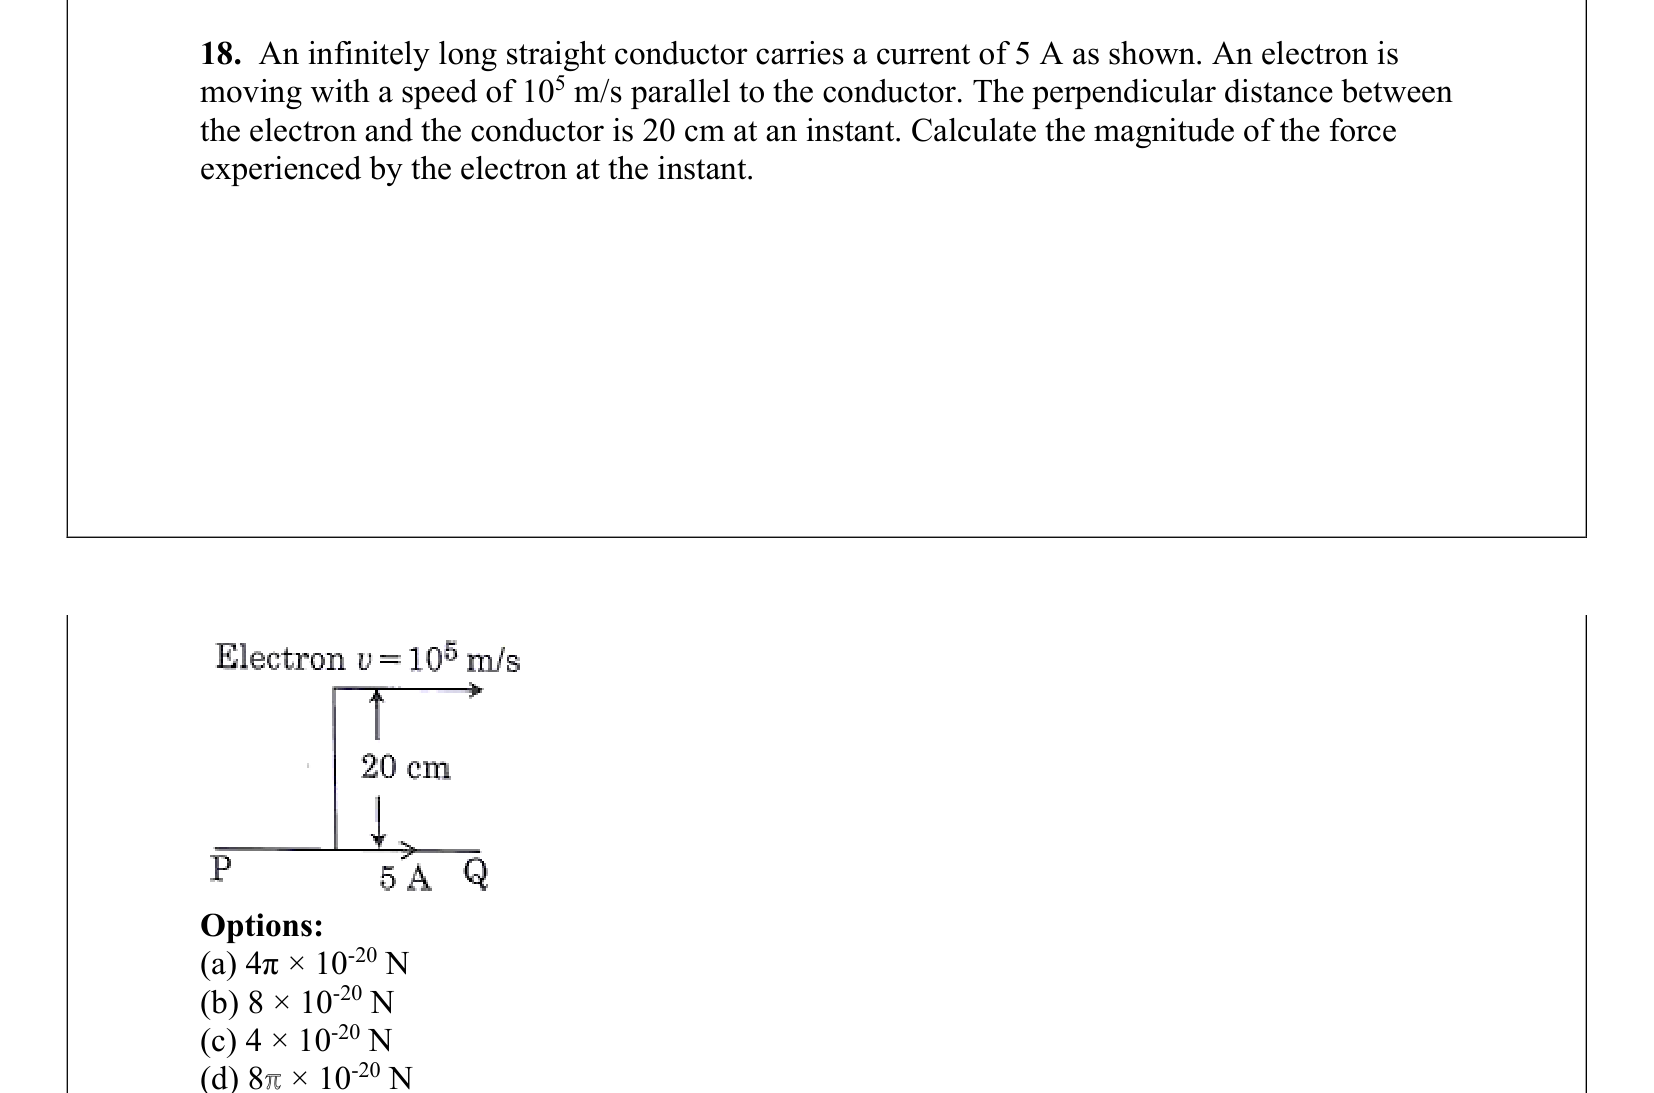 18. An infinitely long straight conductor carries a current of 5 A as shown. An electron is
moving with a speed of 10⁵ m/s parallel to the conductor. The perpendicular distance between
the electron and the conductor is 20 cm at an instant. Calculate the magnitude of the force
experienced by the electron at the instant.
Electron v = 10⁵ m/s
20 cm
P 5 A Q
Options:
(a) 4π × 10⁻²⁰ N
(b) 8 × 10⁻²⁰ N
(c) 4 × 10⁻²⁰ N
(d) 8π × 10⁻²⁰ N